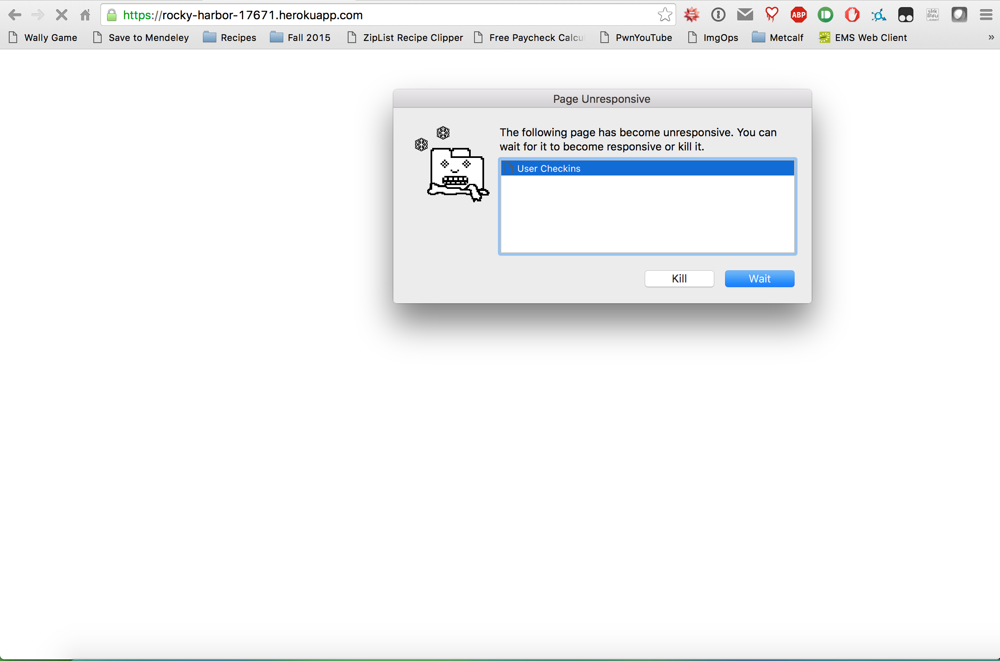 https://rocky-harbor-17671.herokuapp.com
ABP
strk
thru
Wally Game
Save to Mendeley
Recipes
Fall 2015
ZipList Recipe Clipper
Free Paycheck Calcu
PwnYouTube
ImgOps
Metcalf
EMS Web Client
»
Page Unresponsive
The following page has become unresponsive. You can
wait for it to become responsive or kill it.
User Checkins
Kill
Wait